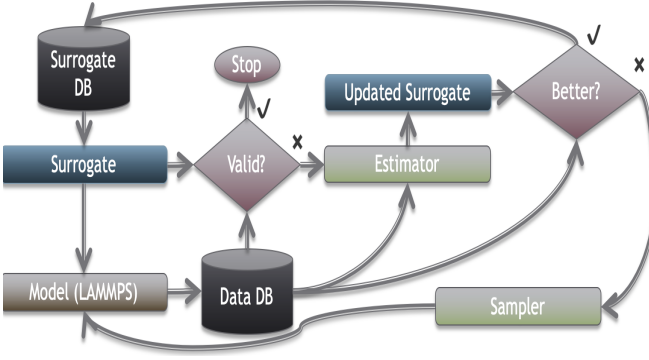 Surrogate
DB
Stop
✓
✓
×
Updated Surrogate
Better?
Surrogate
Valid?
×
Estimator
Model (LAMMPS)
Data DB
Sampler